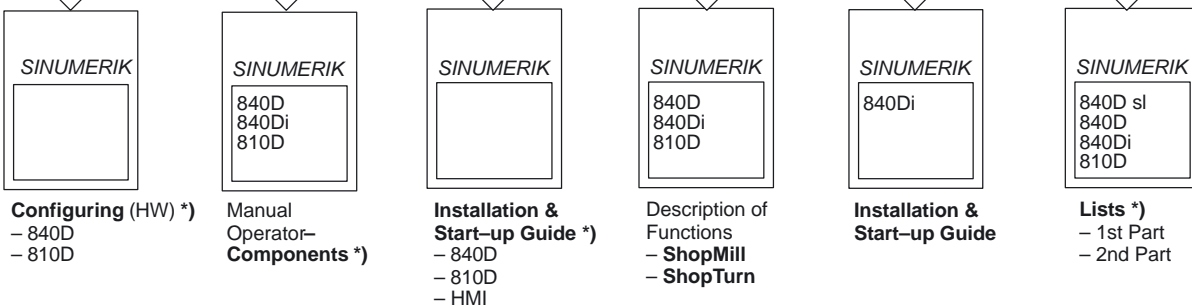 SINUMERIK
Configuring (HW) *)
– 840D
– 810D
SINUMERIK
840D
840Di
810D
Manual
Operator–
Components *)
SINUMERIK
Installation &
Start–up Guide *)
– 840D
– 810D
– HMI
SINUMERIK
840D
840Di
810D
Description of
Functions
– ShopMill
– ShopTurn
SINUMERIK
840Di
Installation &
Start–up Guide
SINUMERIK
840D sl
840D
840Di
810D
Lists *)
– 1st Part
– 2nd Part